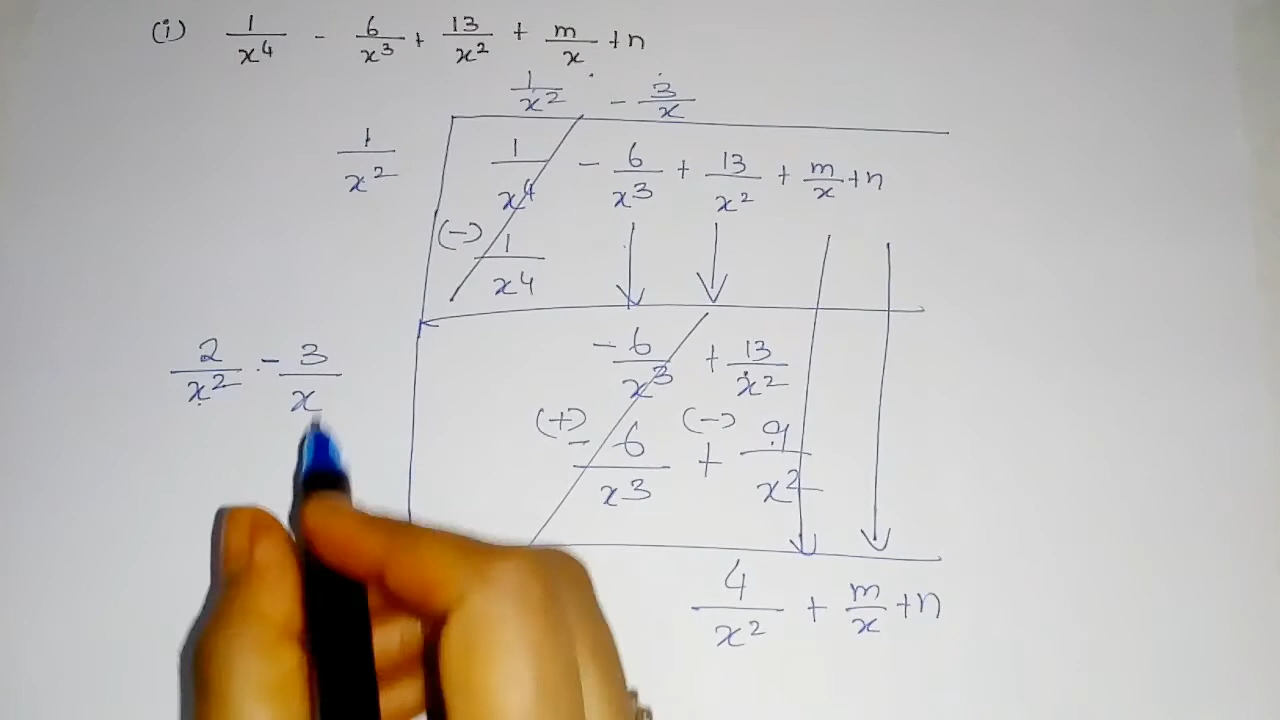 (i) 1/x⁴ - 6/x³ + 13/x² + m/x + n
1/x² - 3/x
1/x² 1/x⁴ - 6/x³ + 13/x² + m/x + n
(-) 1/x⁴
2/x² - 3/x -6/x³ + 13/x²
(+) (-)
- 6/x³ + 9/x²
4/x² + m/x + n